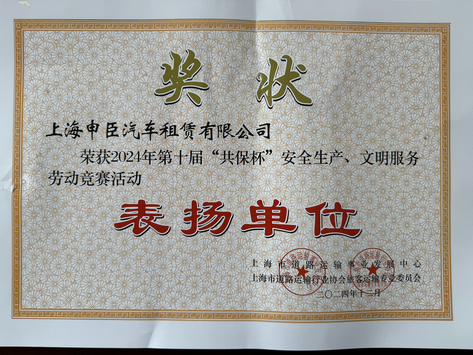 奖状
上海申臣汽车租赁有限公司
荣获2024年第十届“共保杯”安全生产、文明服务
劳动竞赛活动
表扬单位
上海市道路运输事业发展中心
上海市道路运输行业协会旅客运输专业委员会
二〇二四年十二月